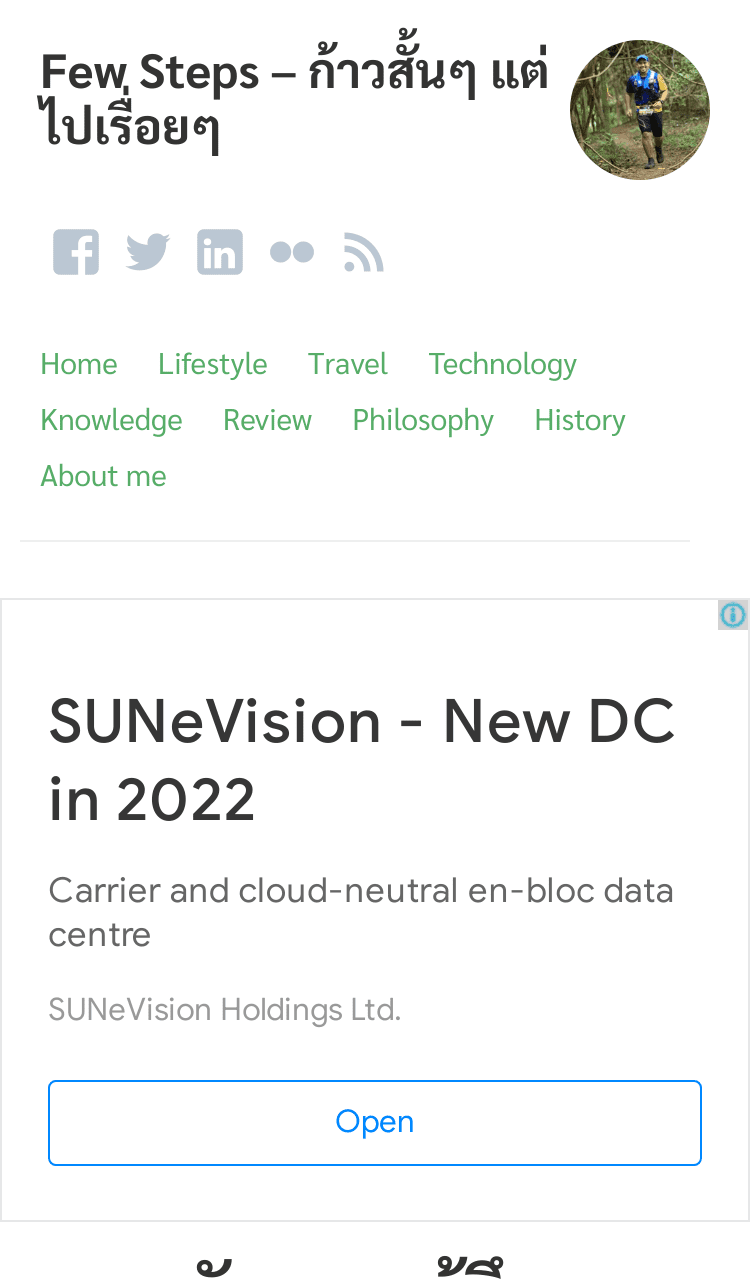 Few Steps – ก้าวสั้นๆ แต่
ไปเรื่อยๆ
Home Lifestyle Travel Technology
Knowledge Review Philosophy History
About me
SUNeVision - New DC
in 2022
Carrier and cloud-neutral en-bloc data
centre
SUNeVision Holdings Ltd.
Open